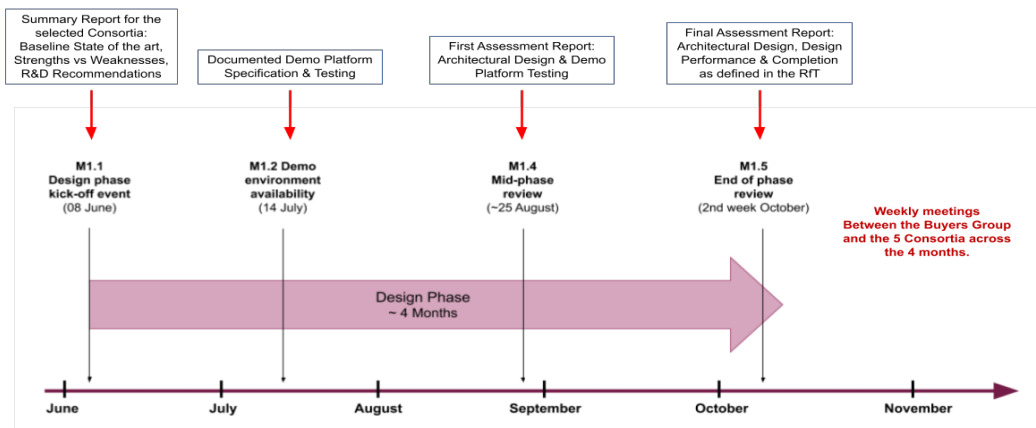 Summary Report for the
selected Consortia:
Baseline State of the art,
Strengths vs Weaknesses,
R&D Recommendations
Documented Demo Platform
Specification & Testing
First Assessment Report:
Architectural Design & Demo
Platform Testing
Final Assessment Report:
Architectural Design, Design
Performance & Completion
as defined in the RfT
M1.1
Design phase
kick-off event
(08 June)
M1.2 Demo
environment
availability
(14 July)
M1.4
Mid-phase
review
(~25 August)
M1.5
End of phase
review
(2nd week October)
Weekly meetings
Between the Buyers Group
and the 5 Consortia across
the 4 months.
Design Phase
~ 4 Months
June
July
August
September
October
November